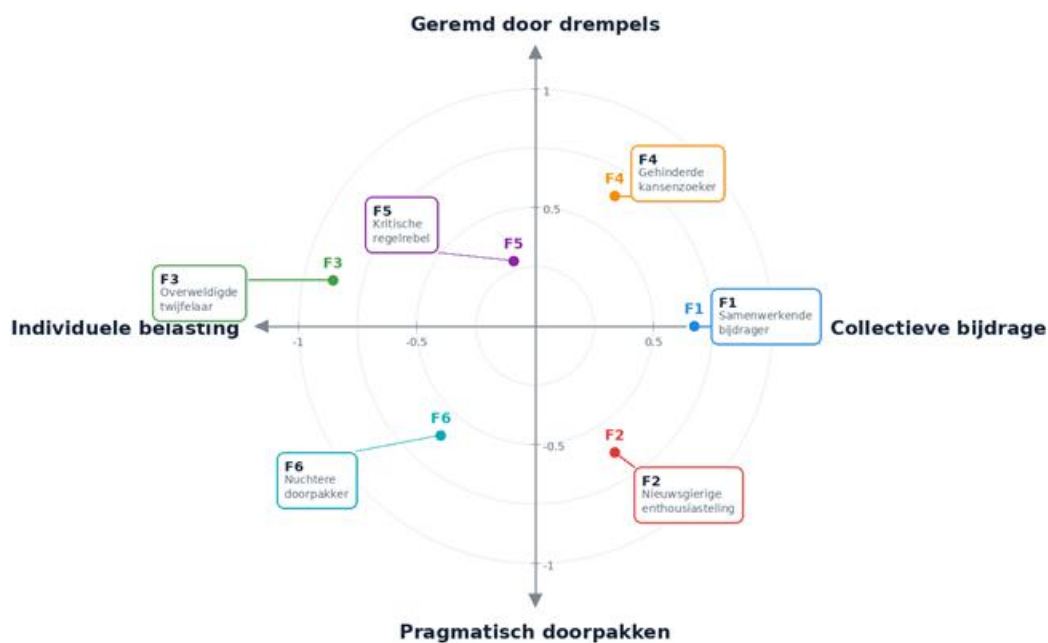 Geremd door drempels
1
F4
Gehinderde
kansenzoeker
F4
F5
Kritische
regelrebel
0.5
F5
F3
F3
Overweldigde
twijfelaar
F1
F1
Samenwerkende
bijdrager
Individuele belasting
Collectieve bijdrage
-1
-0.5
0.5
F6
F2
-0.5
F6
Nuchtere
doorpakker
F2
Nieuwsgierige
enthousiasteling
-1
Pragmatisch doorpakken